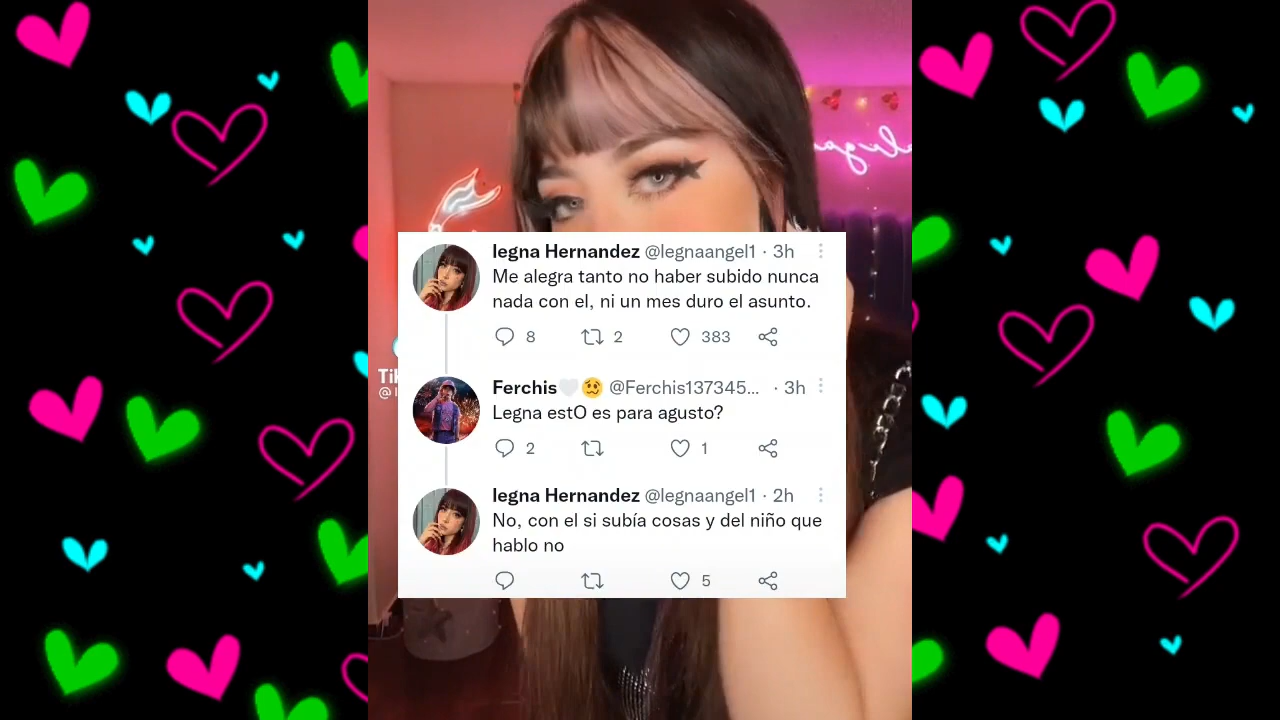 legna Hernandez @legnaangel1 · 3h
Me alegra tanto no haber subido nunca
nada con el, ni un mes duro el asunto.
8 2 383
Ferchis🤍🥴 @Ferchis137345... · 3h
Legna estO es para agusto?
2 1
legna Hernandez @legnaangel1 · 2h
No, con el si subía cosas y del niño que
hablo no
5